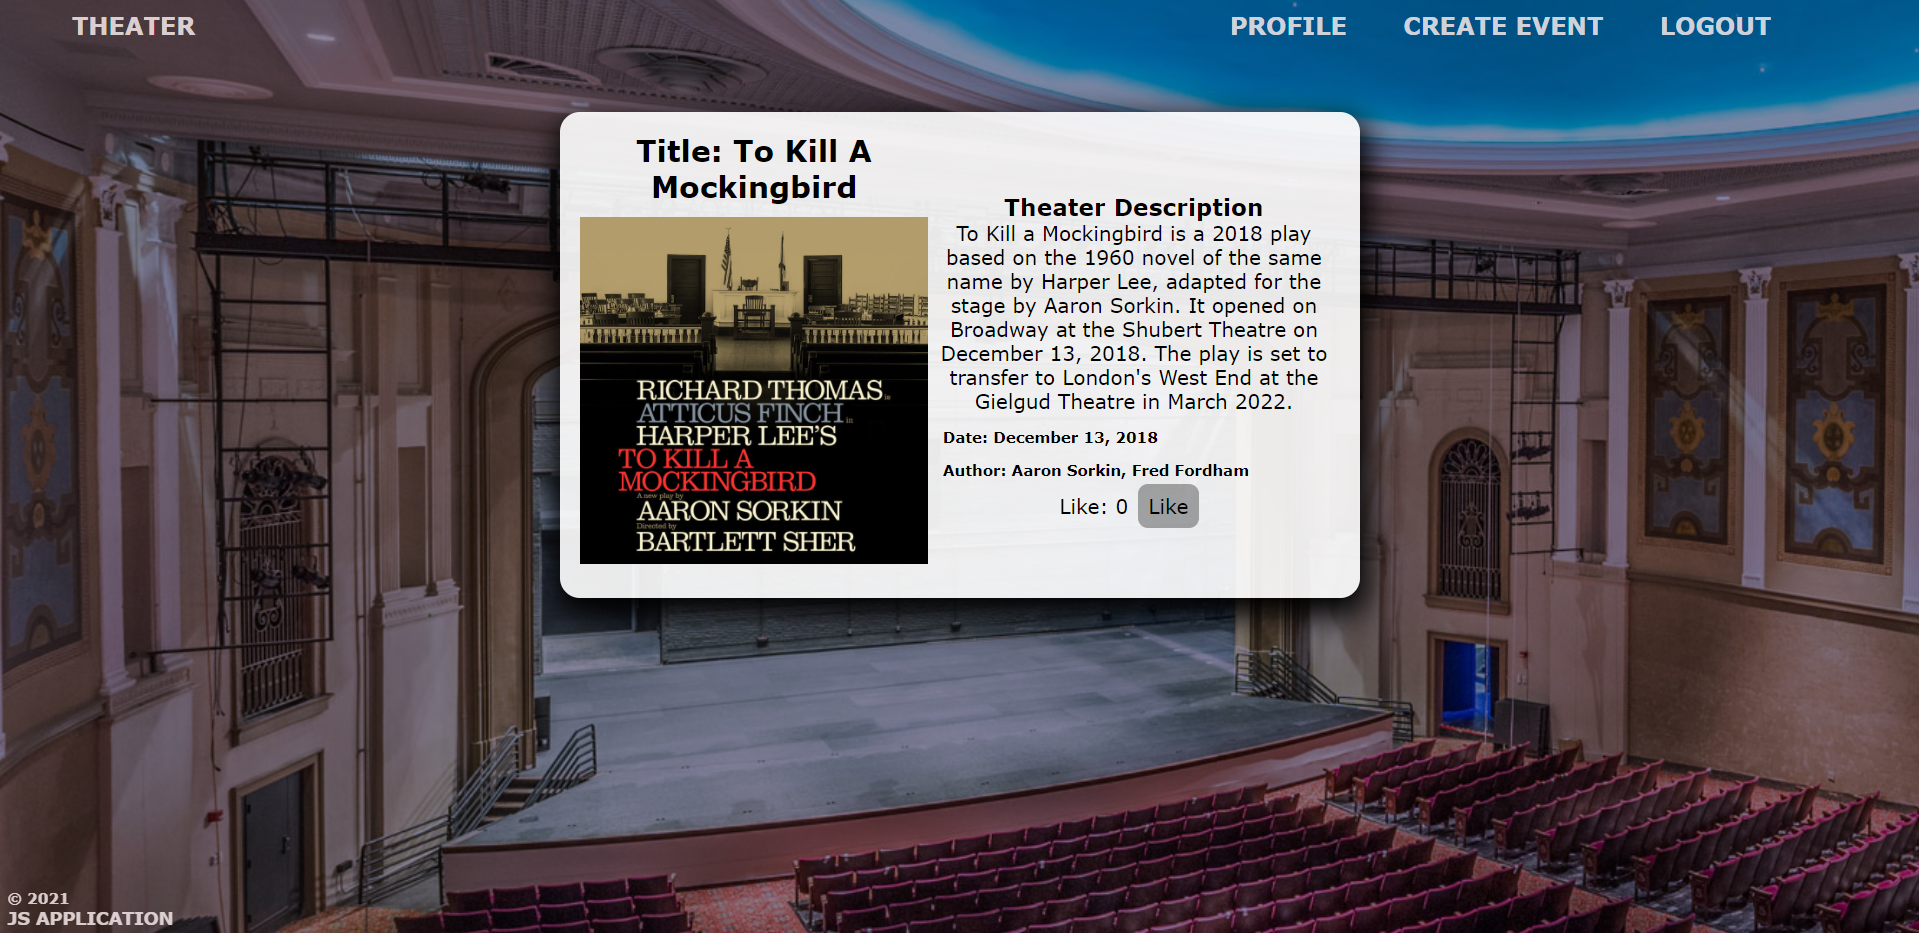 THEATER
PROFILE
CREATE EVENT
LOGOUT
Title: To Kill A
Mockingbird
RICHARD THOMAS is
ATTICUS FINCH in
HARPER LEE'S
TO KILL A
MOCKINGBIRD
A new play by
AARON SORKIN
Directed by
BARTLETT SHER
Theater Description
To Kill a Mockingbird is a 2018 play
based on the 1960 novel of the same
name by Harper Lee, adapted for the
stage by Aaron Sorkin. It opened on
Broadway at the Shubert Theatre on
December 13, 2018. The play is set to
transfer to London's West End at the
Gielgud Theatre in March 2022.
Date: December 13, 2018
Author: Aaron Sorkin, Fred Fordham
Like: 0 Like
© 2021
JS APPLICATION